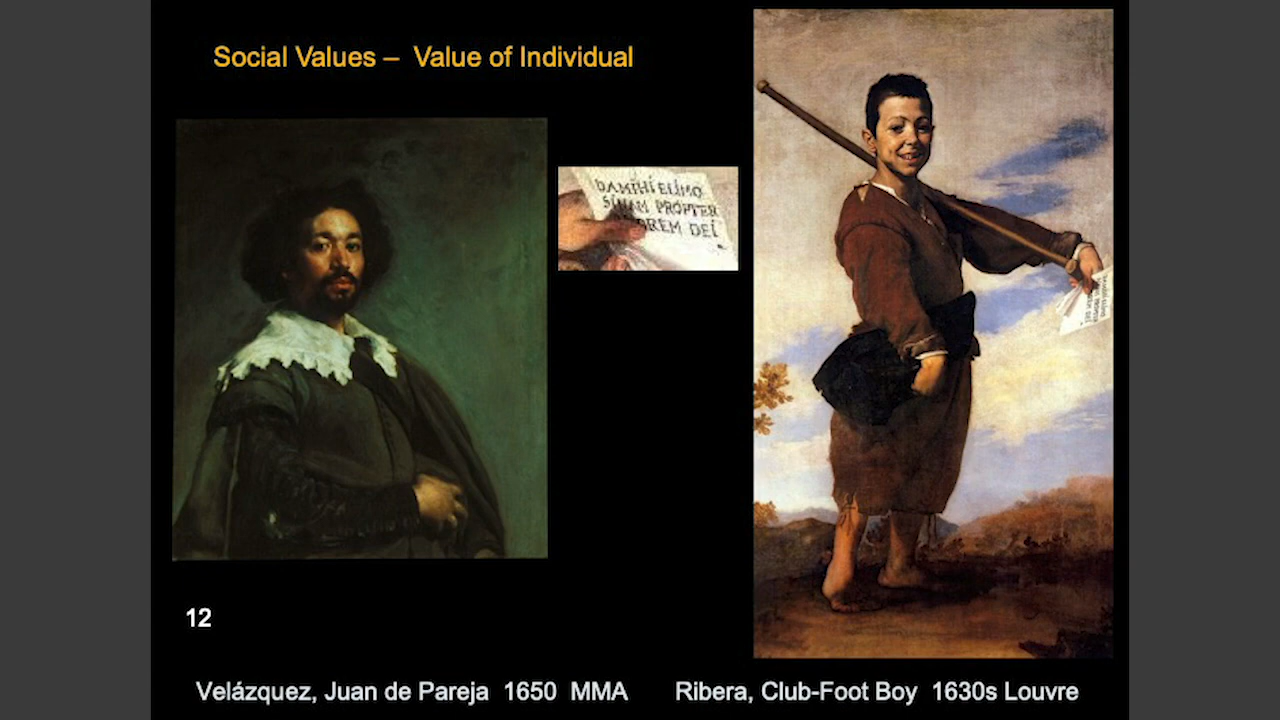 Social Values – Value of Individual
DAMIHI ELIMO
SINAM PROPTER
OREM DEI
12
Velázquez, Juan de Pareja 1650 MMA
Ribera, Club-Foot Boy 1630s Louvre